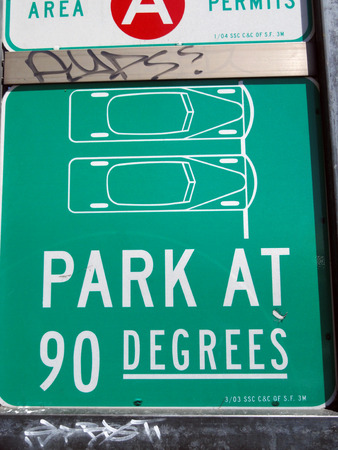 AREA A PERMITS
1/04 SSC C&C OF S.F. 3M
PARK AT
90 DEGREES
3/03 SSC C&C OF S.F. 3M